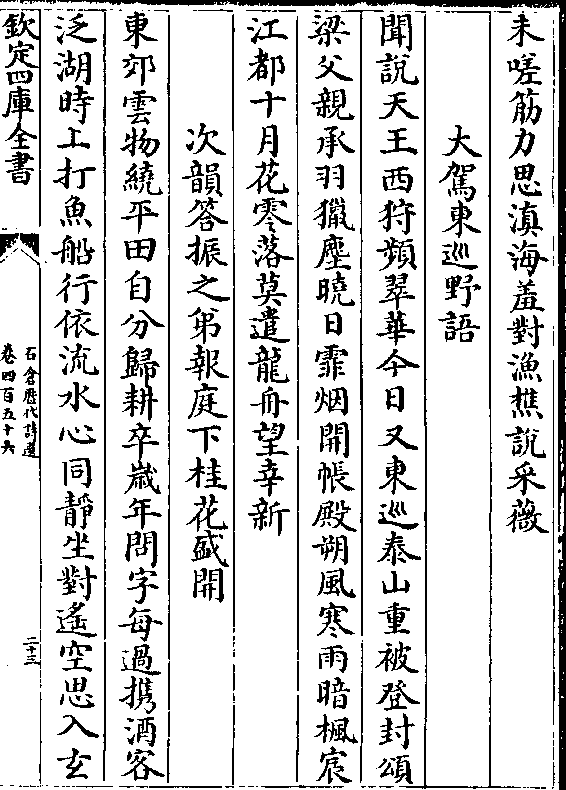 未嗟筋力思滇海羞對漁樵說采薇
大駕東巡野語
聞說天王西狩頻翠華今日又東巡泰山重被登封頌
梁父親承羽獵塵曉日霏烟開帳殿朔風寒雨暗楓宸
江都十月花零落莫遣龍舟望幸新
次韻答振之弟報庭下桂花盛開
東郊雲物繞平田自分歸耕卒歲年問字每過携酒客
泛湖時上打魚船行依流水心同靜坐對遙空思入玄
欽定四庫全書
石倉歷代詩選
卷四百五十六
二十三